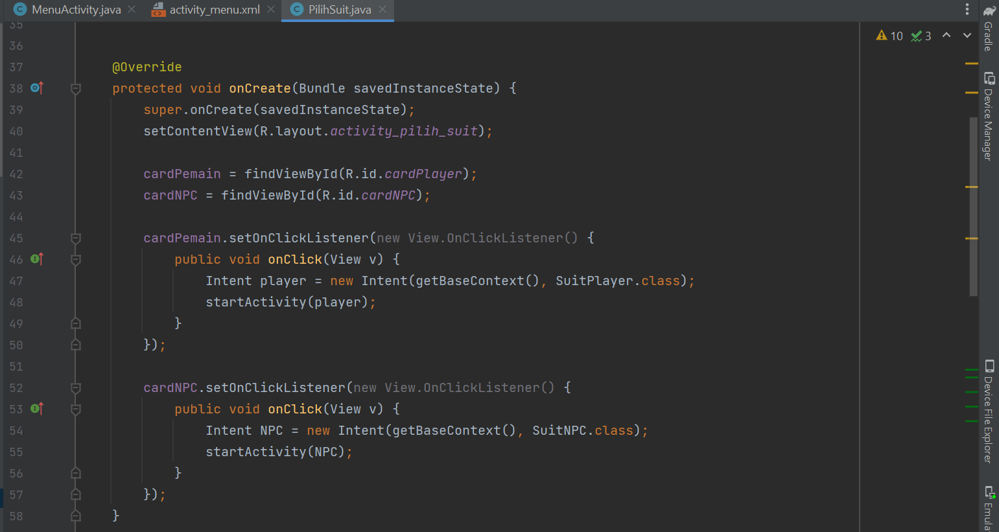 MenuActivity.java activity_menu.xml PilihSuit.java
10 3
Gradle
Device Manager
Device File Explorer
Emula
35
36
37 @Override
38 protected void onCreate(Bundle savedInstanceState) {
39 super.onCreate(savedInstanceState);
40 setContentView(R.layout.activity_pilih_suit);
41
42 cardPemain = findViewById(R.id.cardPlayer);
43 cardNPC = findViewById(R.id.cardNPC);
44
45 cardPemain.setOnClickListener(new View.OnClickListener() {
46 public void onClick(View v) {
47 Intent player = new Intent(getBaseContext(), SuitPlayer.class);
48 startActivity(player);
49 }
50 });
51
52 cardNPC.setOnClickListener(new View.OnClickListener() {
53 public void onClick(View v) {
54 Intent NPC = new Intent(getBaseContext(), SuitNPC.class);
55 startActivity(NPC);
56 }
57 });
58 }